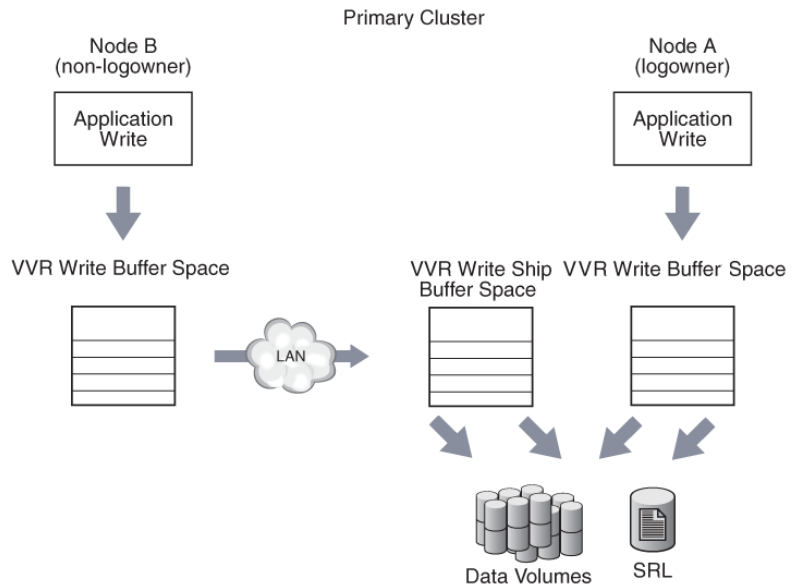 Primary Cluster
Node B
(non-logowner)
Node A
(logowner)
Application
Write
Application
Write
VVR Write Buffer Space
VVR Write Ship
Buffer Space
VVR Write Buffer Space
LAN
Data Volumes
SRL